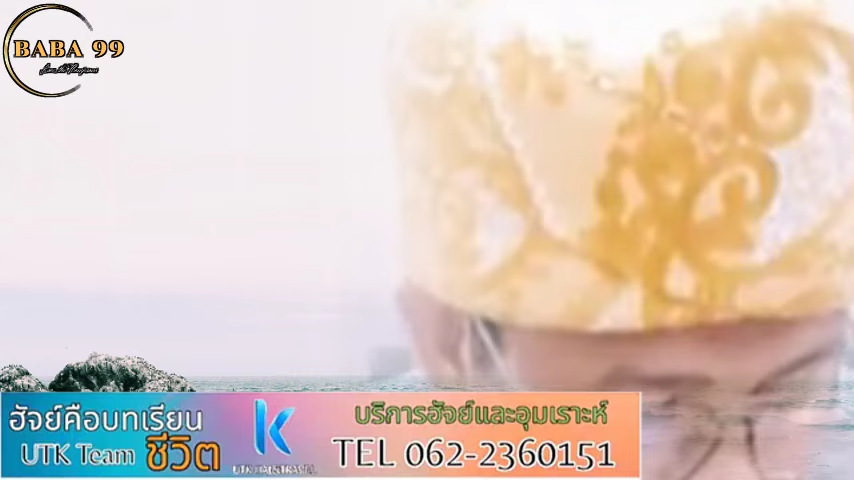 BABA 99
ฮัจย์คือบทเรียน
UTK Team ชีวิต
บริการฮัจย์และอุมเราะห์
TEL 062-2360151